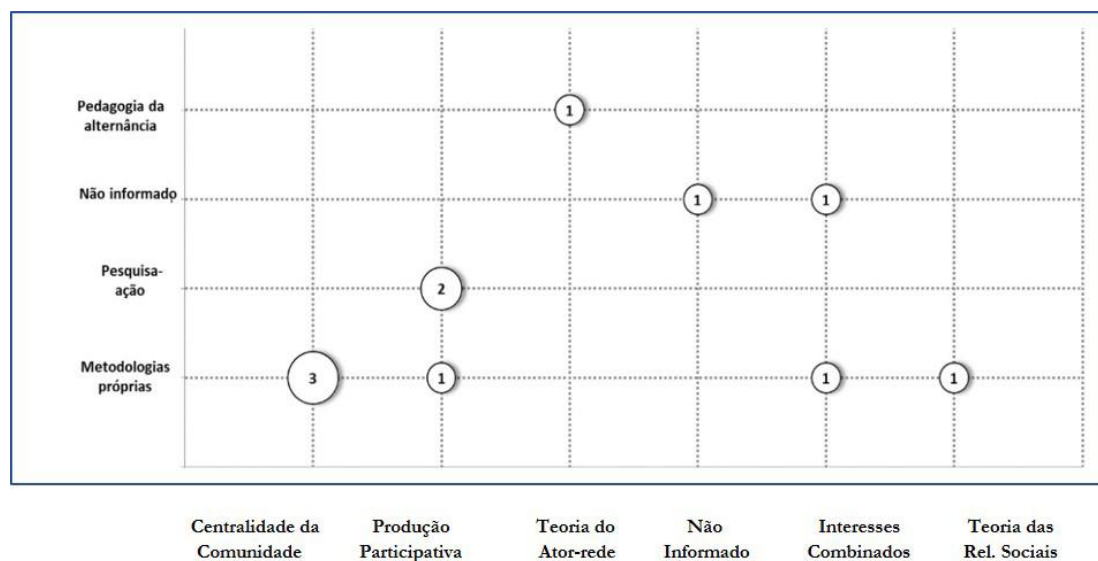 Pedagogia da
alternância
1
Não informado
1
1
Pesquisa-
ação
2
Metodologias
próprias
3
1
1
1
Centralidade da
Comunidade
Produção
Participativa
Teoria do
Ator-rede
Não
Informado
Interesses
Combinados
Teoria das
Rel. Sociais